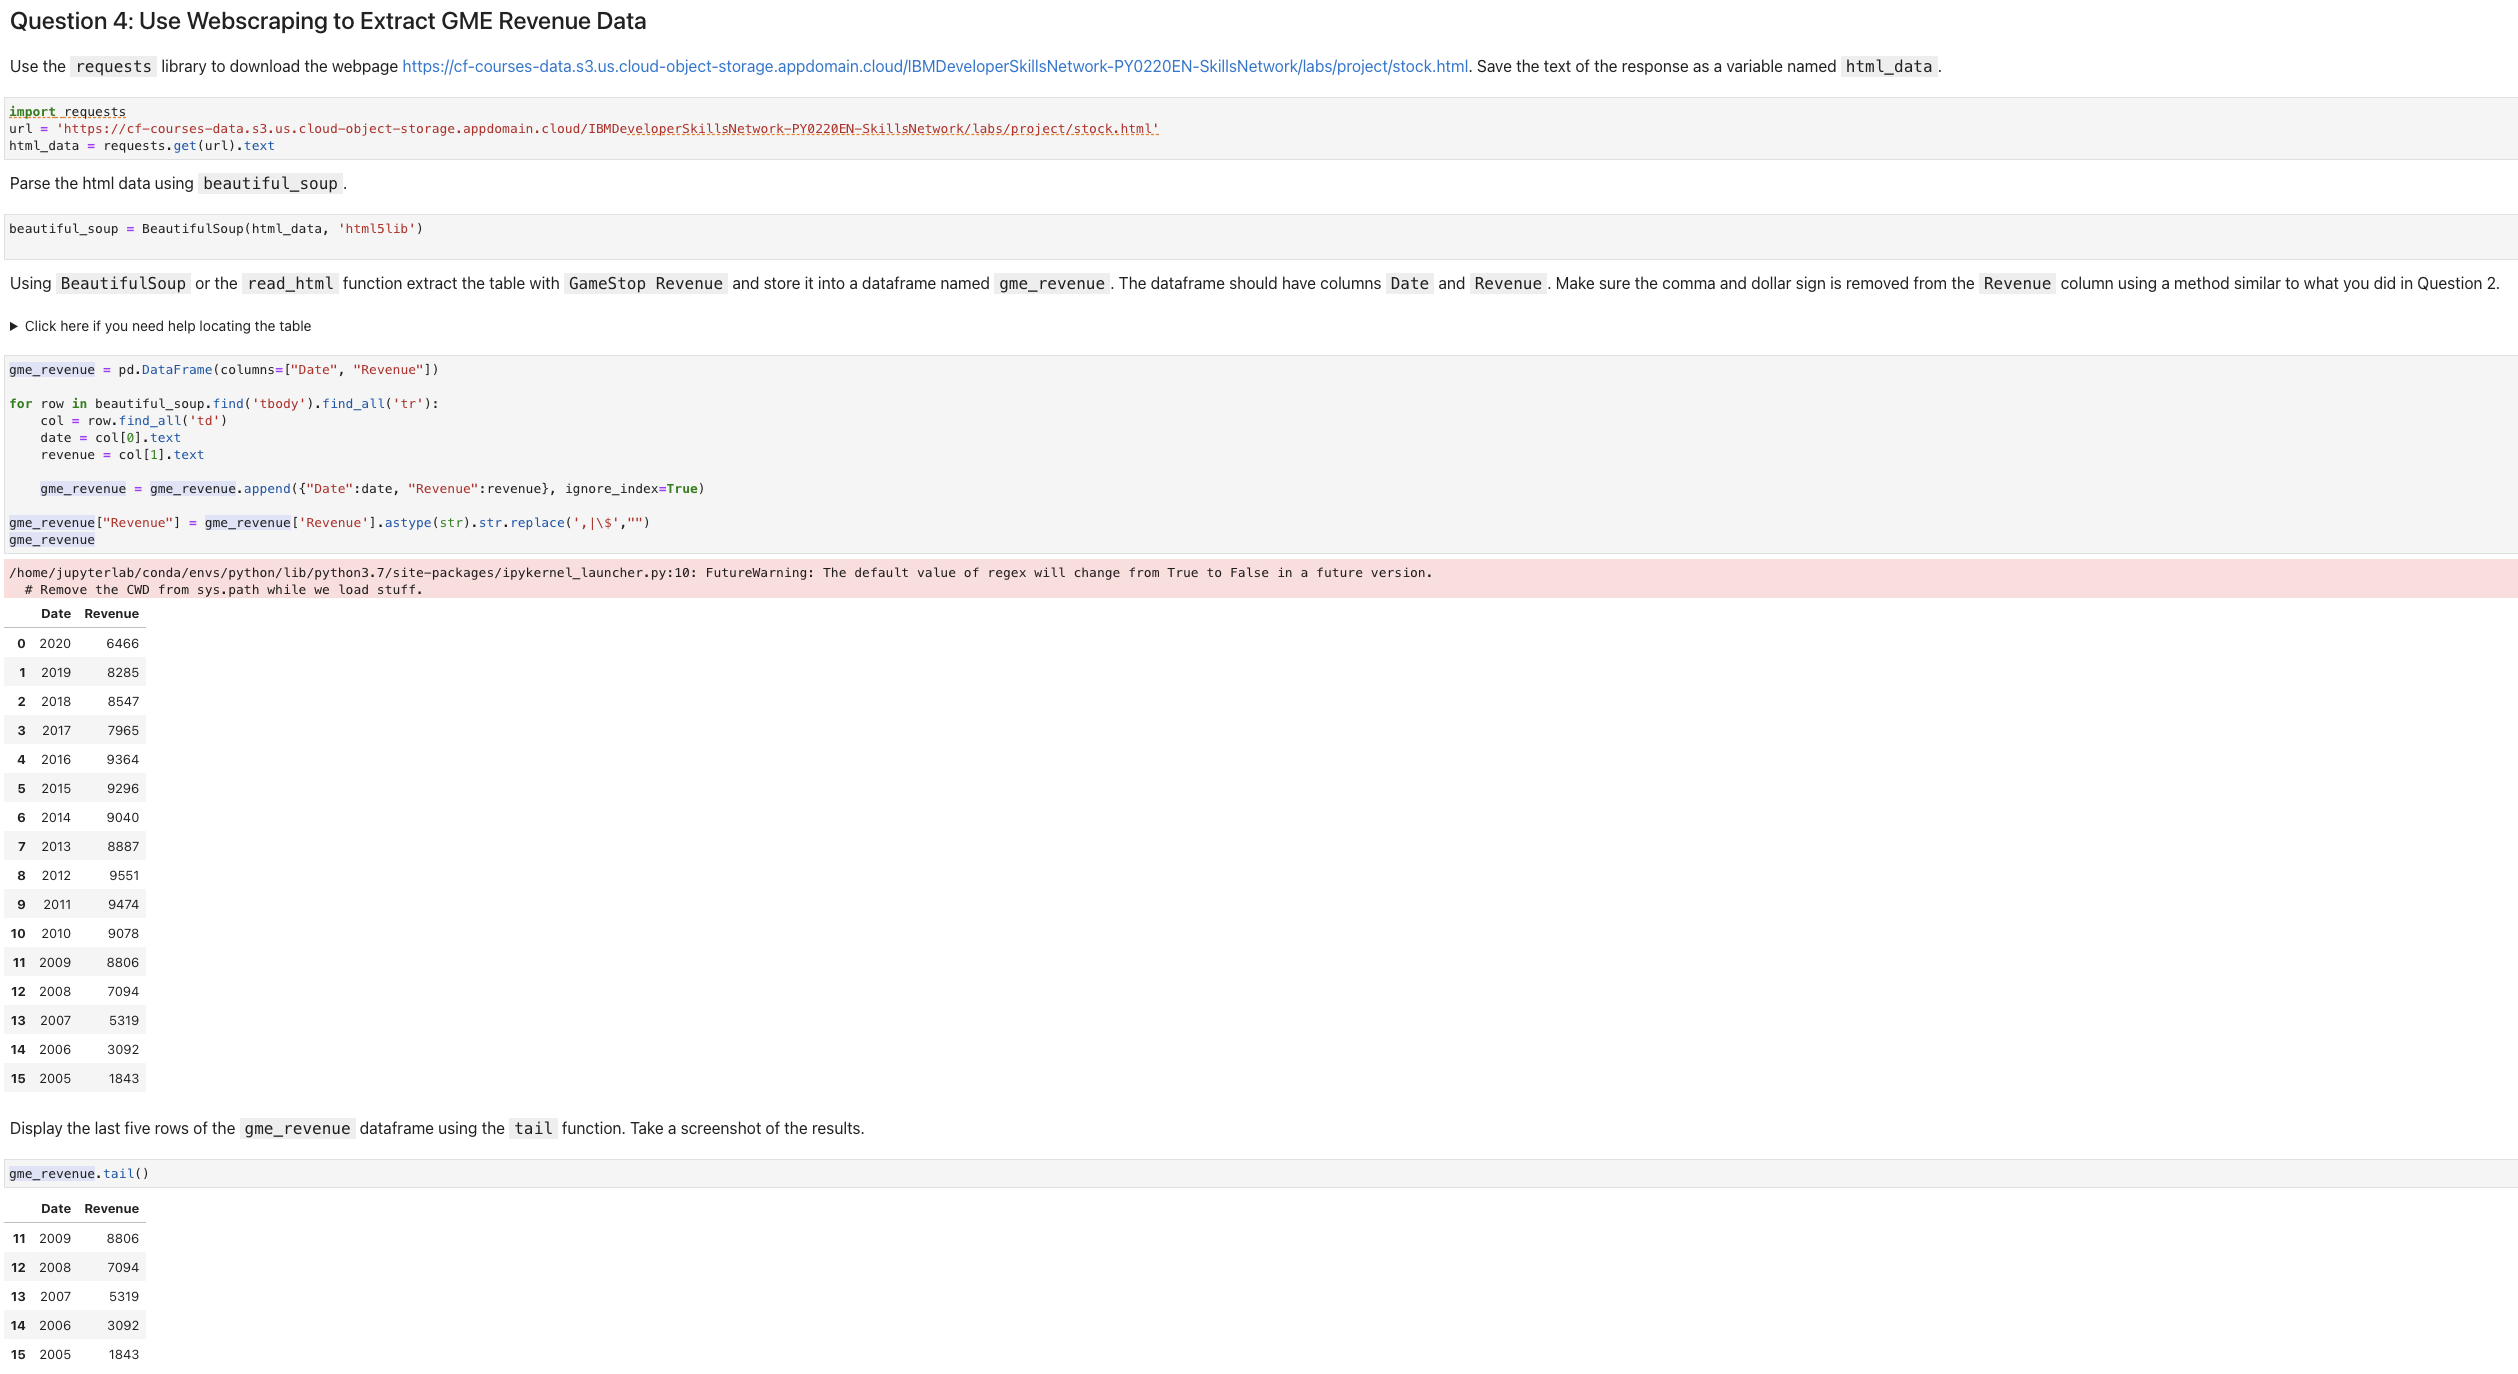 Question 4: Use Webscraping to Extract GME Revenue Data
Use the requests library to download the webpage https://cf-courses-data.s3.us.cloud-object-storage.appdomain.cloud/IBMDeveloperSkillsNetwork-PY0220EN-SkillsNetwork/labs/project/stock.html. Save the text of the response as a variable named html_data .
import requests
url = 'https://cf-courses-data.s3.us.cloud-object-storage.appdomain.cloud/IBMDeveloperSkillsNetwork-PY0220EN-SkillsNetwork/labs/project/stock.html'
html_data = requests.get(url).text
Parse the html data using beautiful_soup .
beautiful_soup = BeautifulSoup(html_data, 'html5lib')
Using BeautifulSoup or the read_html function extract the table with GameStop Revenue and store it into a dataframe named gme_revenue . The dataframe should have columns Date and Revenue . Make sure the comma and dollar sign is removed from the Revenue column using a method similar to what you did in Question 2.
▶ Click here if you need help locating the table
gme_revenue = pd.DataFrame(columns=["Date", "Revenue"])
for row in beautiful_soup.find('tbody').find_all('tr'):
    col = row.find_all('td')
    date = col[0].text
    revenue = col[1].text
    gme_revenue = gme_revenue.append({"Date":date, "Revenue":revenue}, ignore_index=True)
gme_revenue["Revenue"] = gme_revenue['Revenue'].astype(str).str.replace(',|\$',"")
gme_revenue
/home/jupyterlab/conda/envs/python/lib/python3.7/site-packages/ipykernel_launcher.py:10: FutureWarning: The default value of regex will change from True to False in a future version.
  # Remove the CWD from sys.path while we load stuff.
Date Revenue
0 2020 6466
1 2019 8285
2 2018 8547
3 2017 7965
4 2016 9364
5 2015 9296
6 2014 9040
7 2013 8887
8 2012 9551
9 2011 9474
10 2010 9078
11 2009 8806
12 2008 7094
13 2007 5319
14 2006 3092
15 2005 1843
Display the last five rows of the gme_revenue dataframe using the tail function. Take a screenshot of the results.
gme_revenue.tail()
Date Revenue
11 2009 8806
12 2008 7094
13 2007 5319
14 2006 3092
15 2005 1843